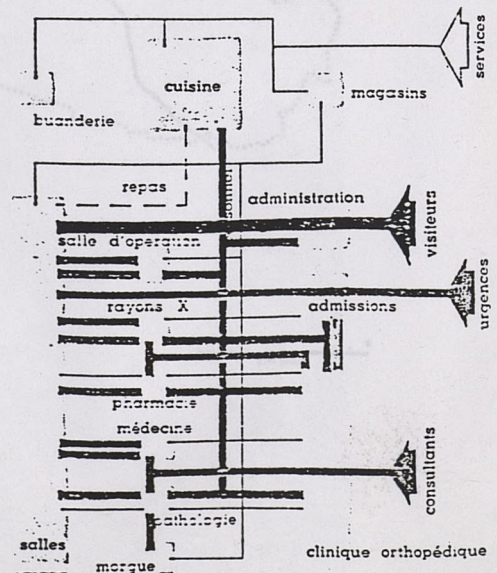 services
cuisine
magasins
buanderie
repas
administration
visiteurs
salle d'opération
urgences
rayons X
admissions
pharmacie
médecine
consultants
pathologie
salles
clinique orthopédique
morgue